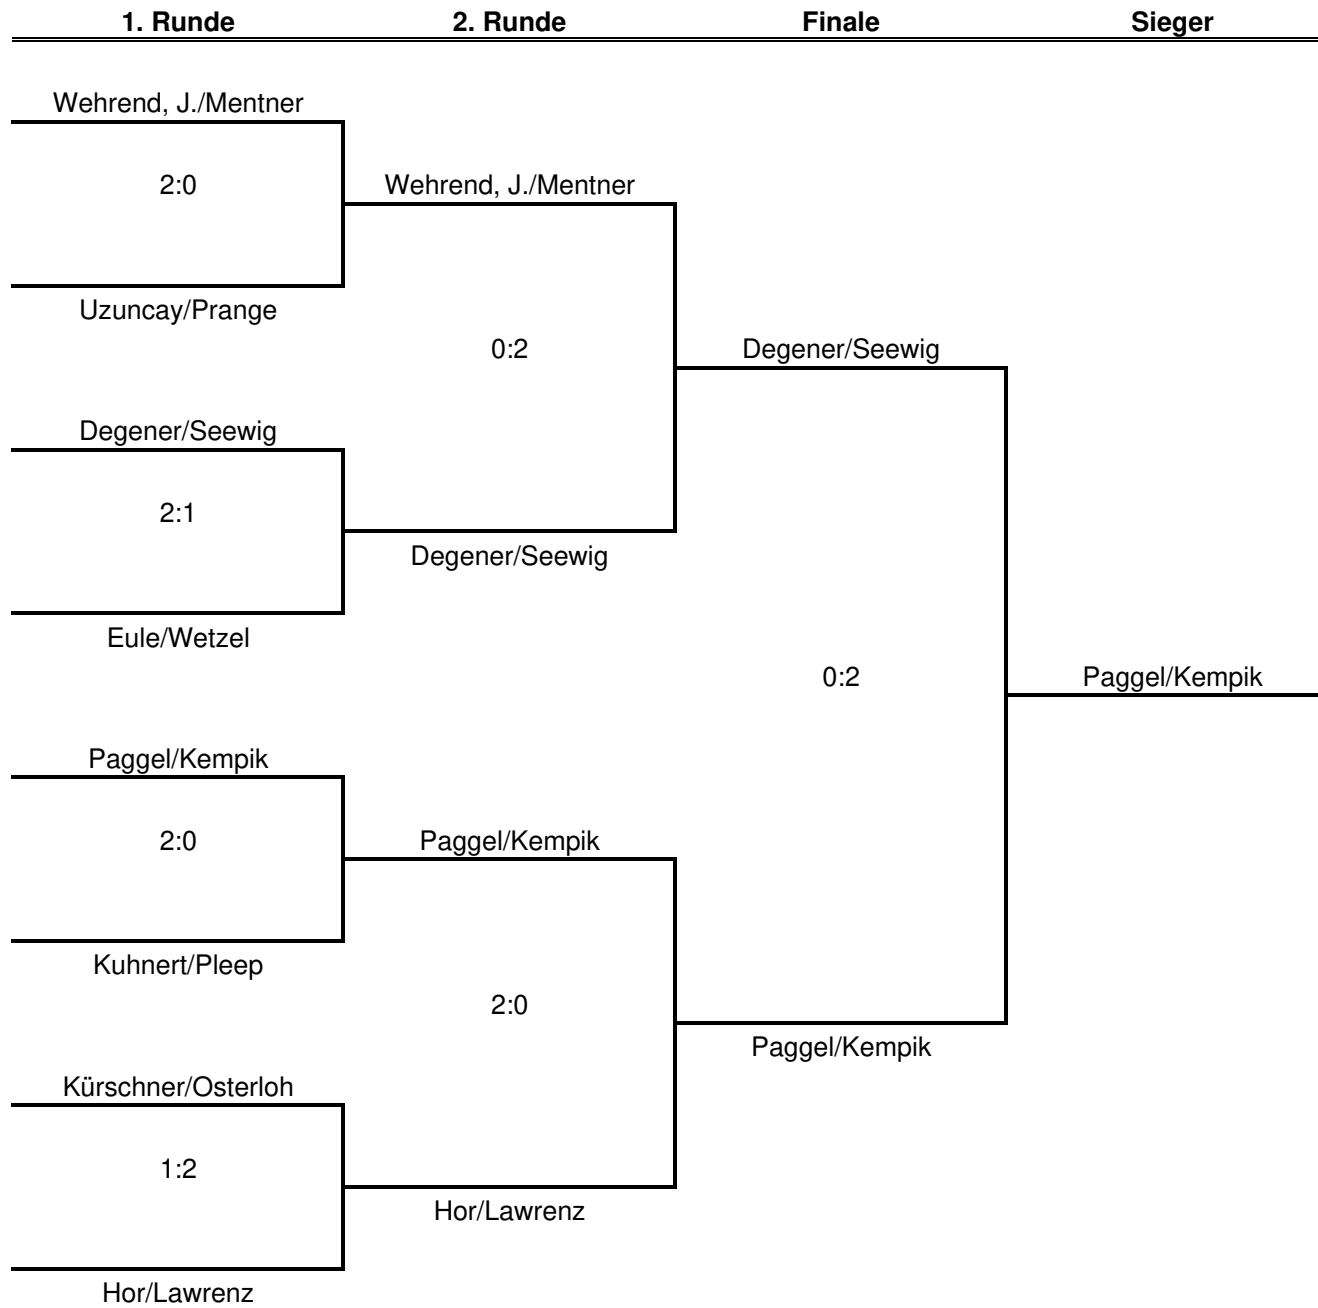 1. Runde 2. Runde Finale Sieger
Wehrend, J./Mentner
2:0 Wehrend, J./Mentner
Uzuncay/Prange
0:2 Degener/Seewig
Degener/Seewig
2:1
Degener/Seewig
Eule/Wetzel
0:2 Paggel/Kempik
Paggel/Kempik
2:0 Paggel/Kempik
Kuhnert/Pleep
2:0
Paggel/Kempik
Kürschner/Osterloh
1:2
Hor/Lawrenz
Hor/Lawrenz